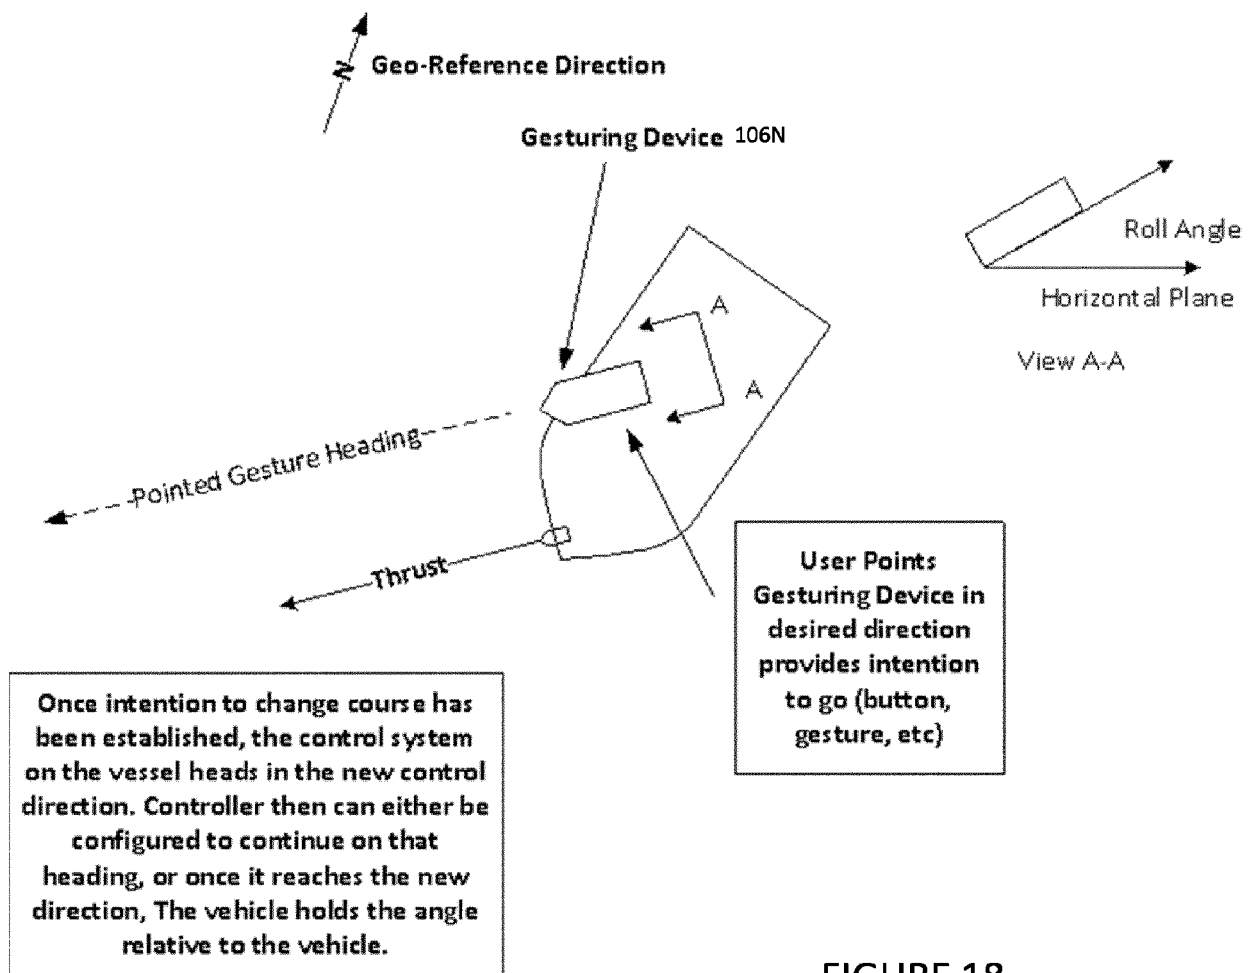 N
Geo-Reference Direction
Gesturing Device 106N
Roll Angle
Horizontal Plane
View A-A
A
A
Pointed Gesture Heading
Thrust
User Points
Gesturing Device in
desired direction
provides intention
to go (button,
gesture, etc)
Once intention to change course has
been established, the control system
on the vessel heads in the new control
direction. Controller then can either be
configured to continue on that
heading, or once it reaches the new
direction, The vehicle holds the angle
relative to the vehicle.
FIGURE 18